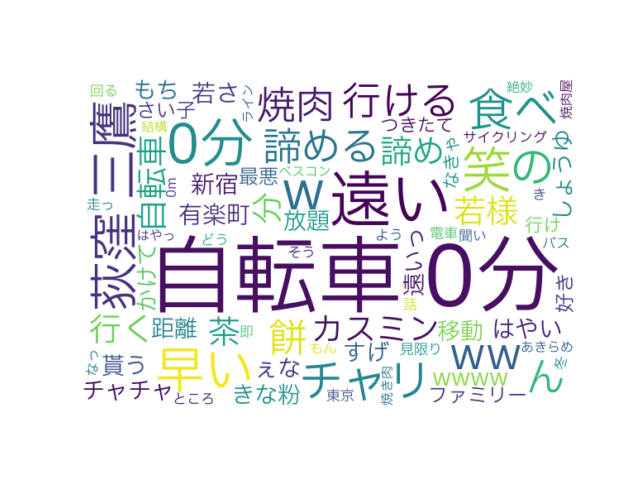 回る もち 若さ ライン 絶妙 焼肉屋
さい子 焼肉 行ける 食べ
三鷹 結構 0分 つきたて サイクリング
自転車 0m 諦める 諦め なきゃ 笑の しょうゆ
新宿 最悪 ベスコン w 遠い
走っ 有楽町 分 放題 若様 き
荻窪 はやっ どう そう よう 遠いっ 電車 聞い 行け バス
かけて 自転車 0分 好き
話
行く 距離 茶 即 餅 カスミン 移動 はやい
なっ 貰う 早い もん すげ 見限り ww あきらめ 冬
えな チャリ wwww ん
チャチャ ところ きな粉 東京 焼き肉 ファミリー